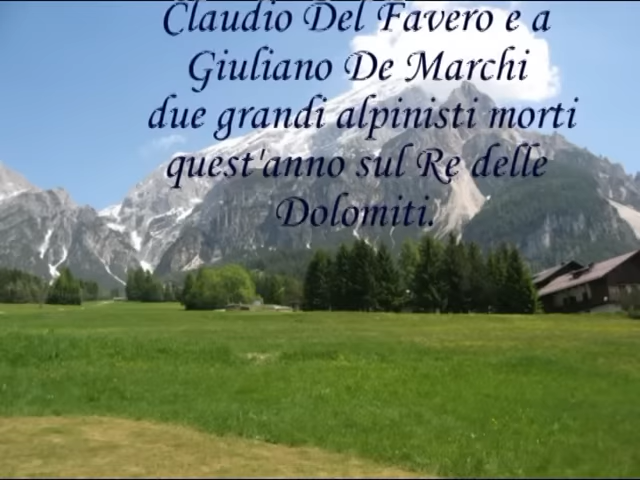 Claudio Del Favero e a
Giuliano De Marchi
due grandi alpinisti morti
quest'anno sul Re delle
Dolomiti.